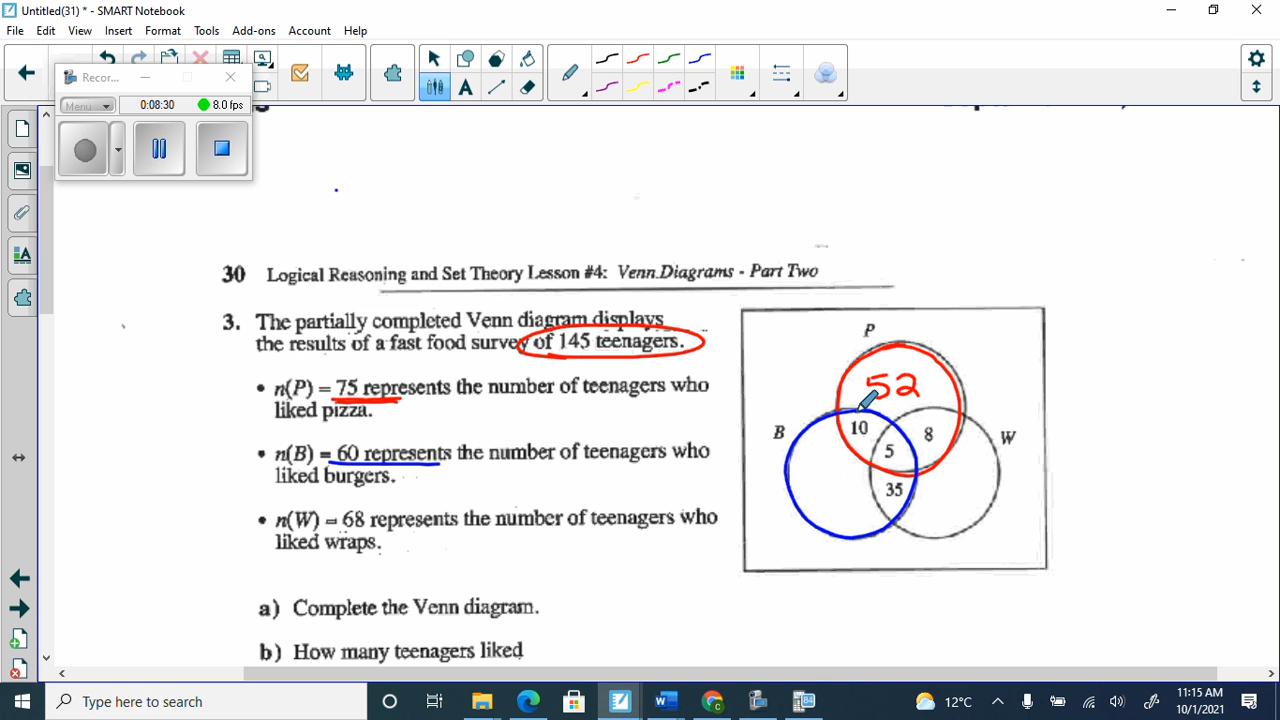 Untitled(31) * - SMART Notebook
File Edit View Insert Format Tools Add-ons Account Help
Recor...
Menu 0:08:30 8.0 fps
30 Logical Reasoning and Set Theory Lesson #4: Venn Diagrams - Part Two
3. The partially completed Venn diagram displays
the results of a fast food survey of 145 teenagers.
• n(P) = 75 represents the number of teenagers who
liked pizza.
• n(B) = 60 represents the number of teenagers who
liked burgers.
• n(W) = 68 represents the number of teenagers who
liked wraps.
P
52
B 10 8 W
5
35
a) Complete the Venn diagram.
b) How many teenagers liked
Type here to search
12°C
11:15 AM
10/1/2021